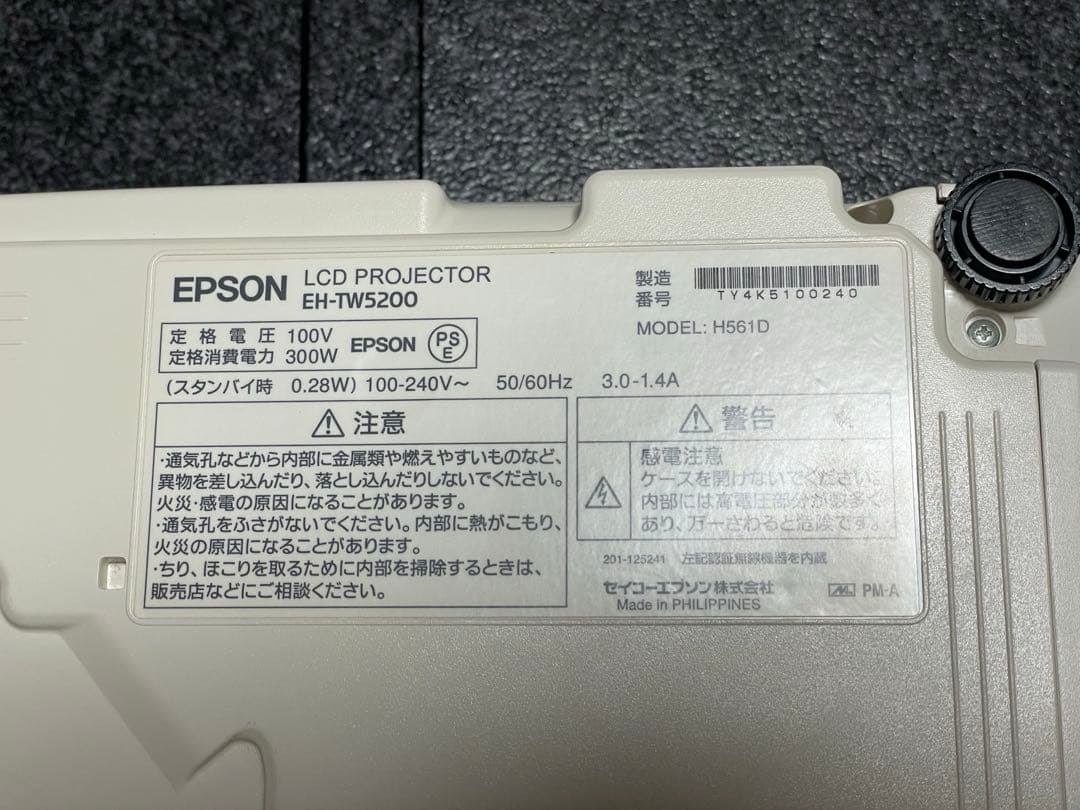 EPSON LCD PROJECTOR
EH-TW5200
製造
番号
TY4K5100240
MODEL: H561D
定格電圧 100V
定格消費電力 300W
EPSON
PS
E
(スタンバイ時 0.28W) 100-240V～ 50/60Hz 3.0-1.4A
注意
・通気孔などから内部に金属類や燃えやすいものなど、
異物を差し込んだり、落とし込んだりしないでください。
火災・感電の原因になることがあります。
・通気孔をふさがないでください。内部に熱がこもり、
火災の原因になることがあります。
・ちり、ほこりを取るために内部を掃除するときは、
販売店などにご相談ください。
警告
感電注意
ケースを開けないでください。
内部には高電圧部分が数多く
あり、万一さわると危険です。
201-125241 左記認証無線機器を内蔵
セイコーエプソン株式会社
Made in PHILIPPINES
PM-A